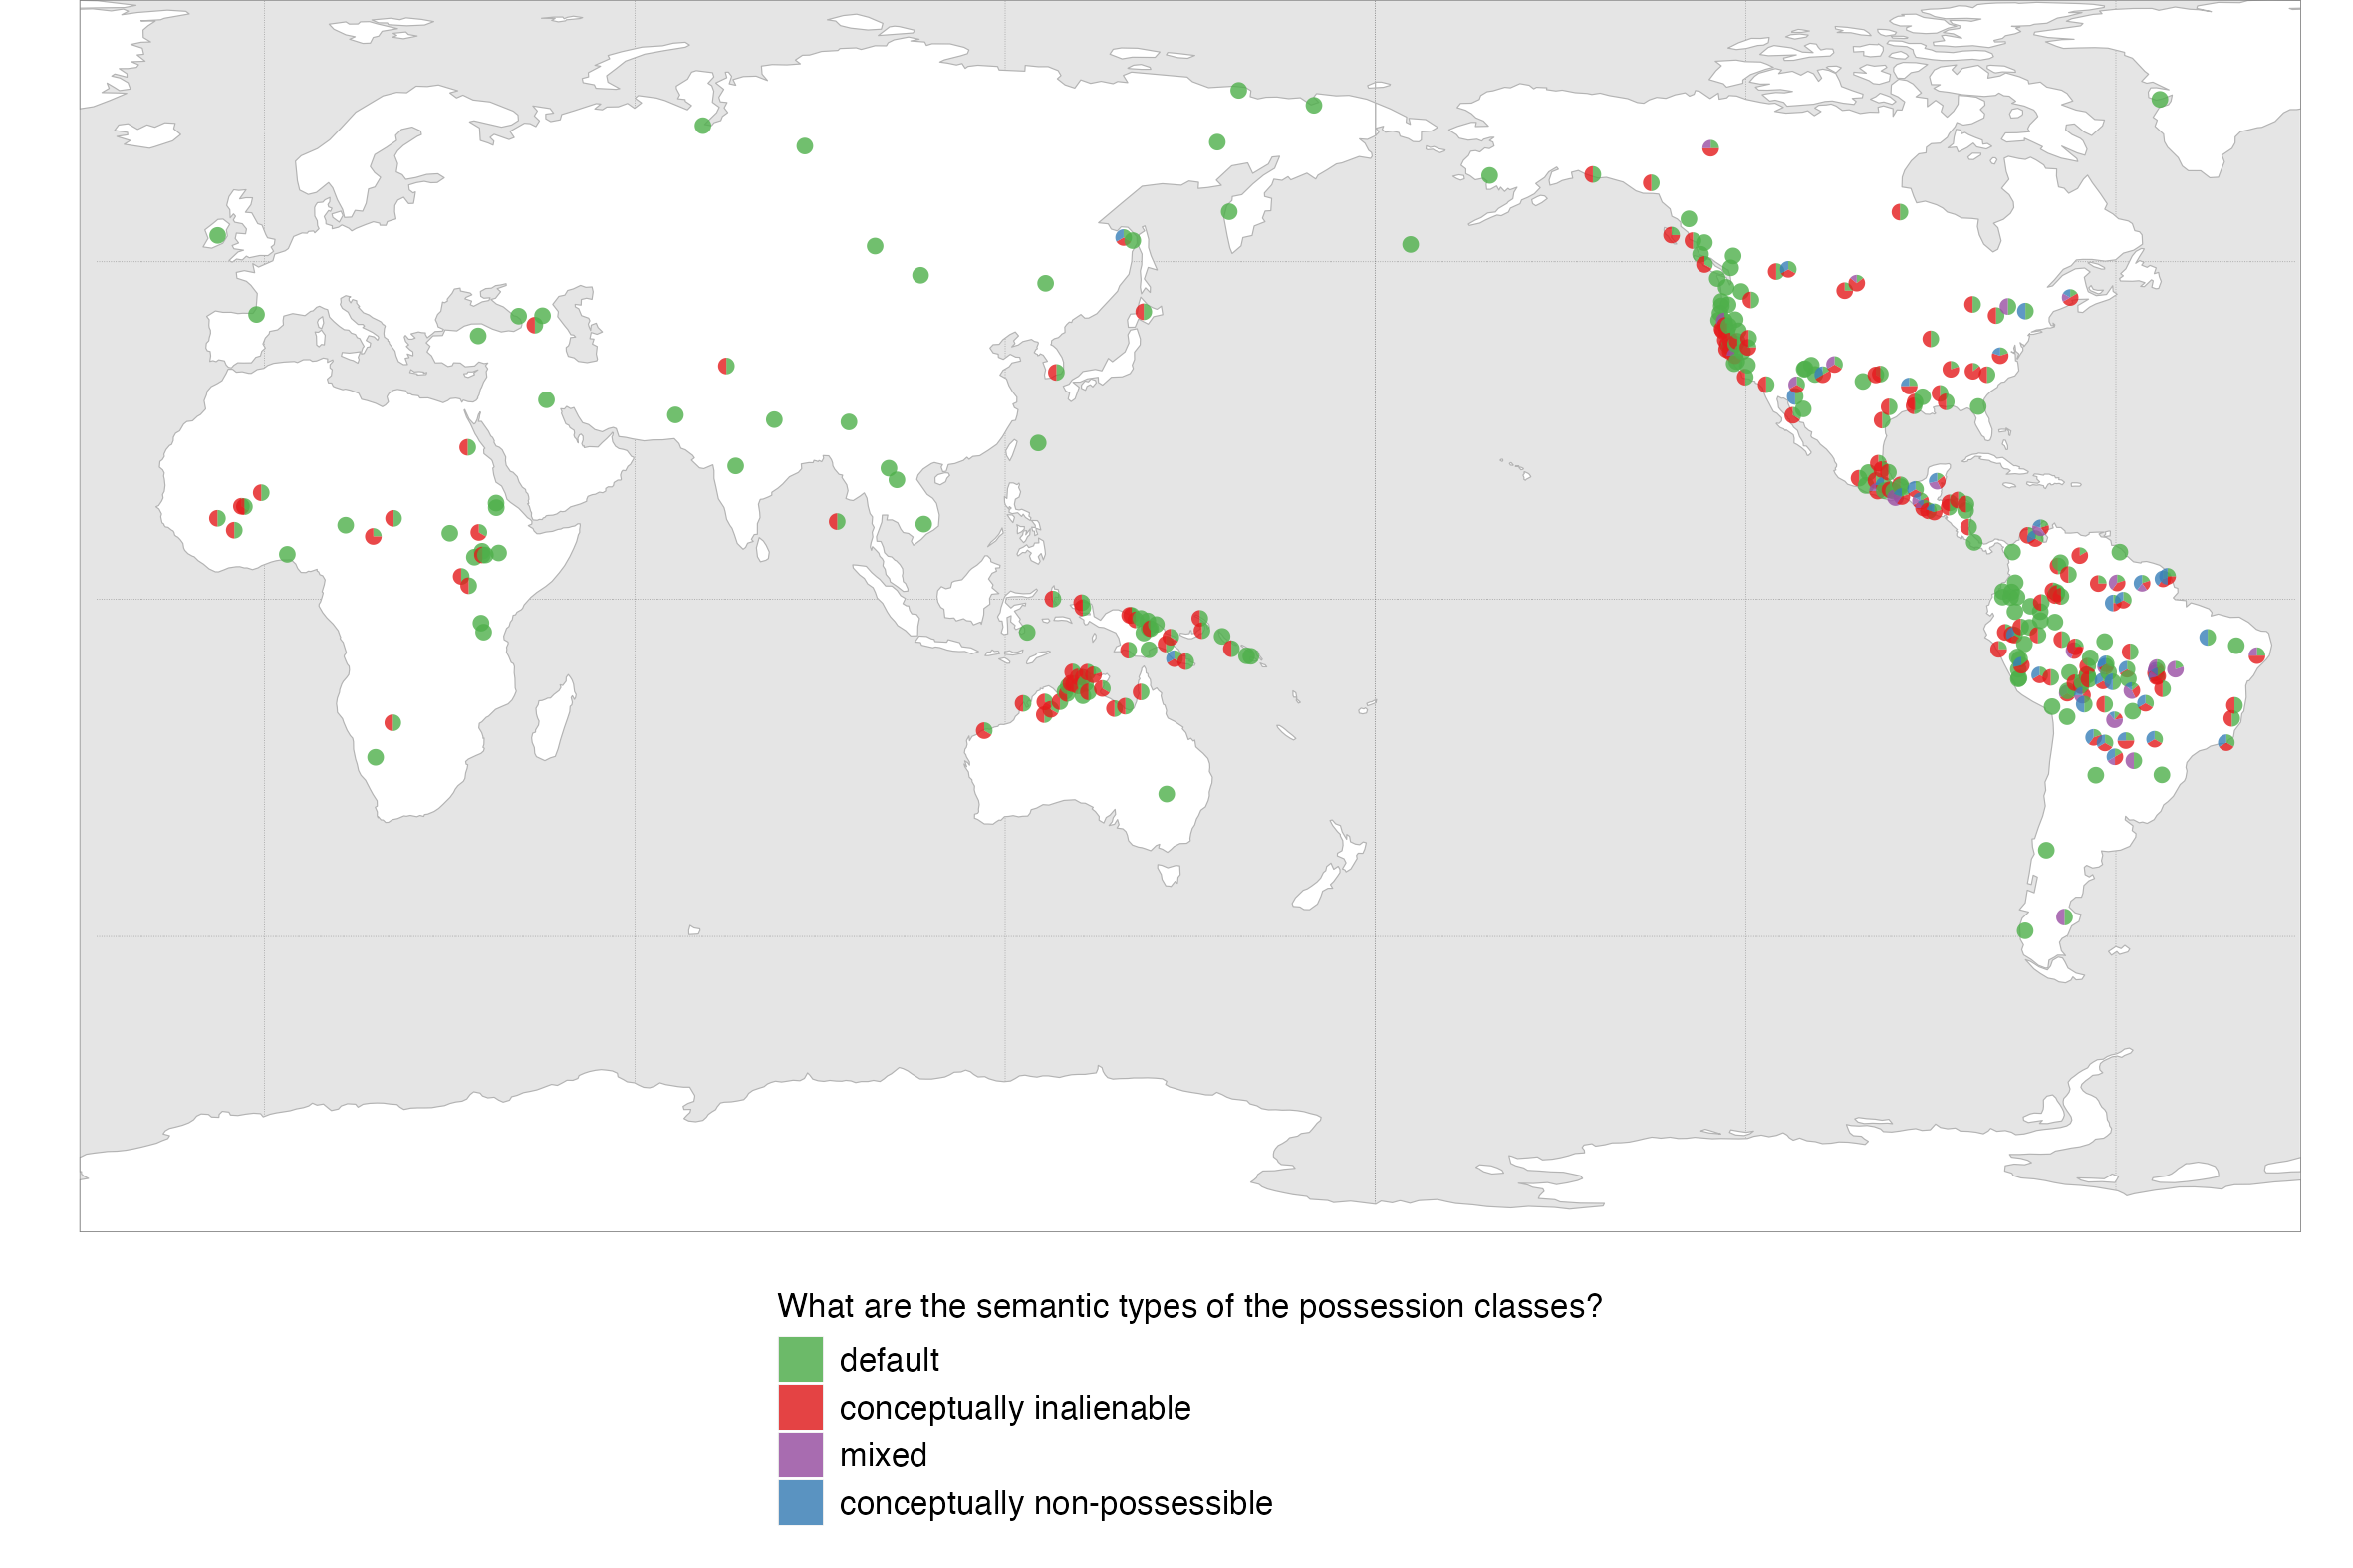 What are the semantic types of the possession classes?
default
conceptually inalienable
mixed
conceptually non-possessible